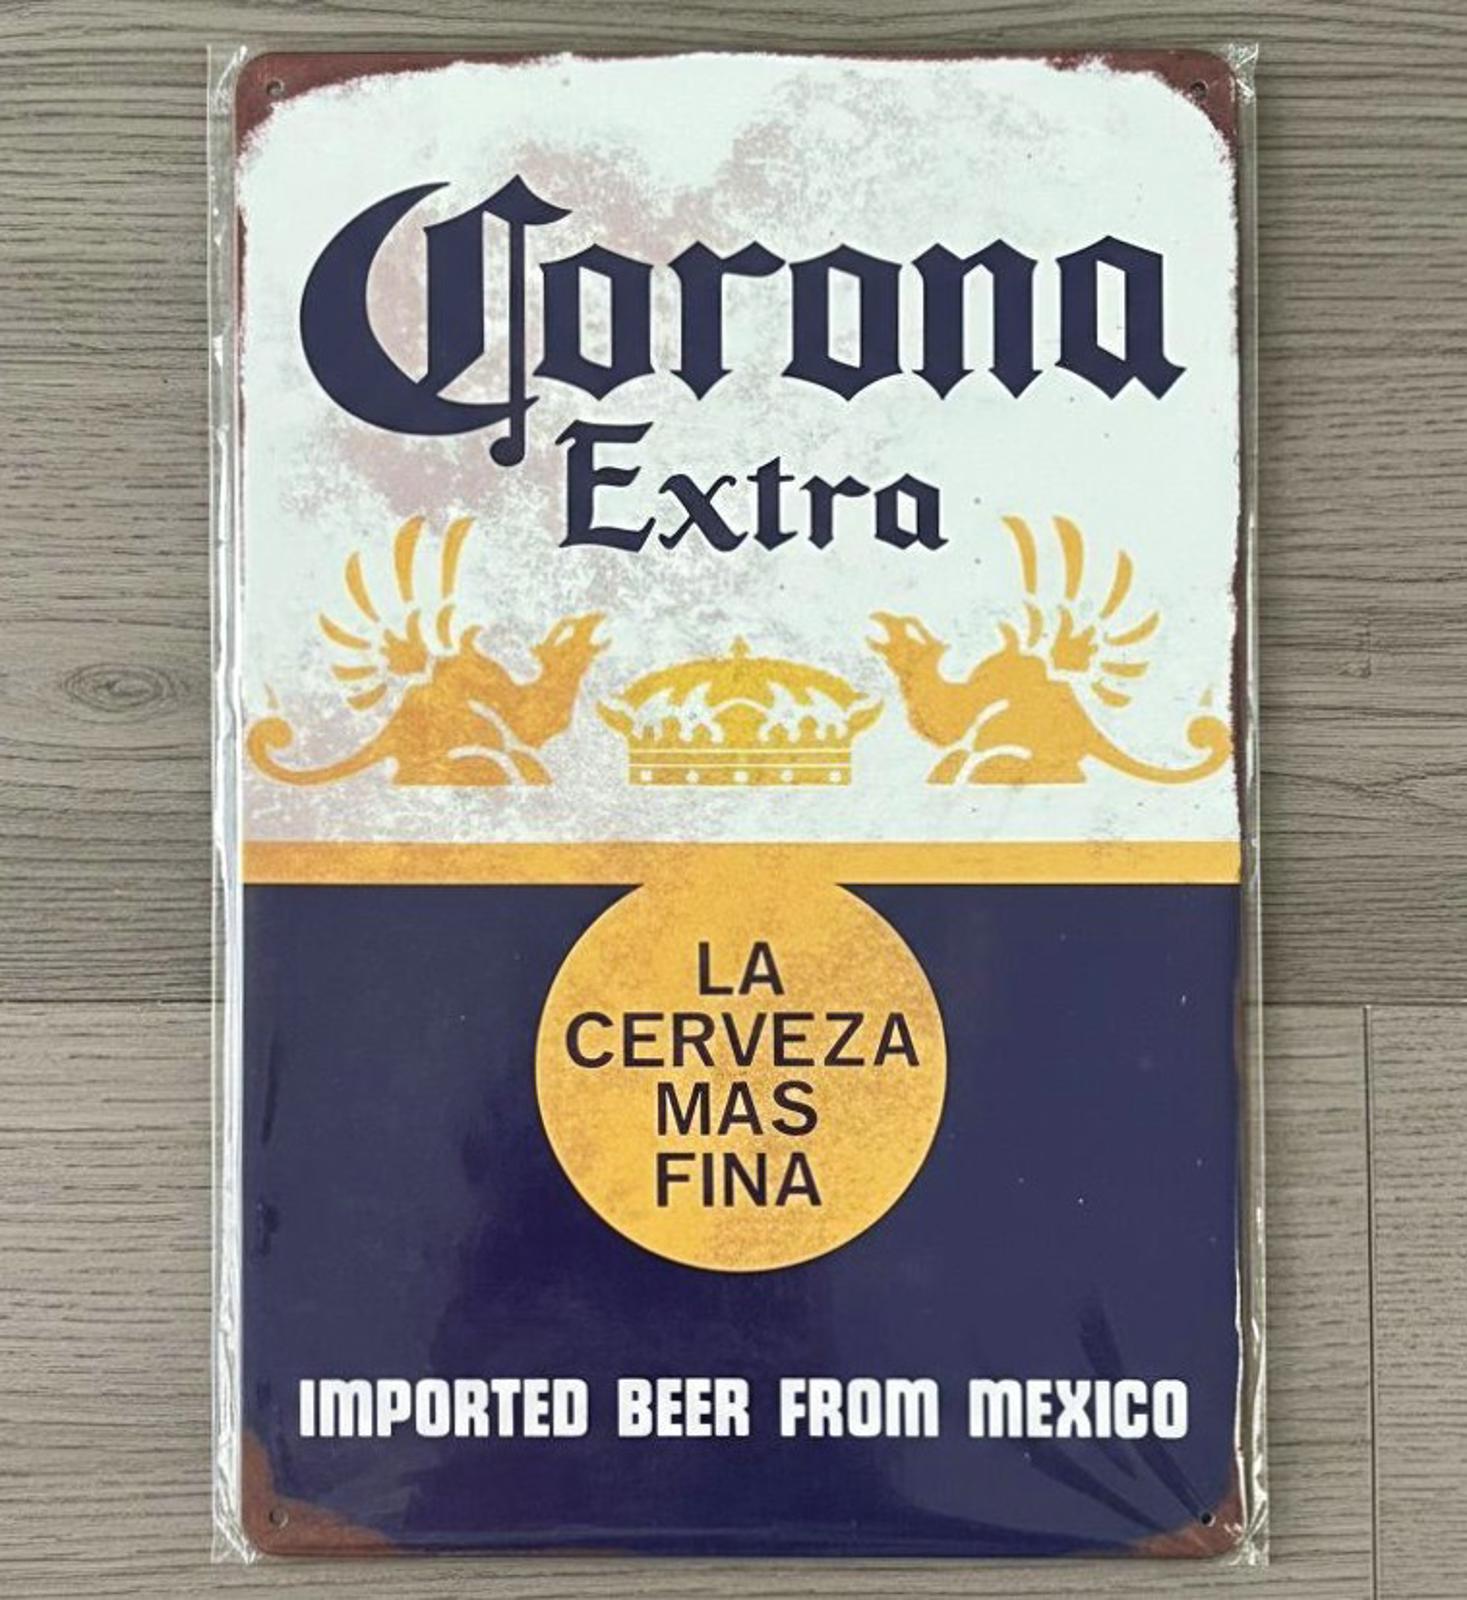 Corona
Extra
LA
CERVEZA
MAS
FINA
IMPORTED BEER FROM MEXICO